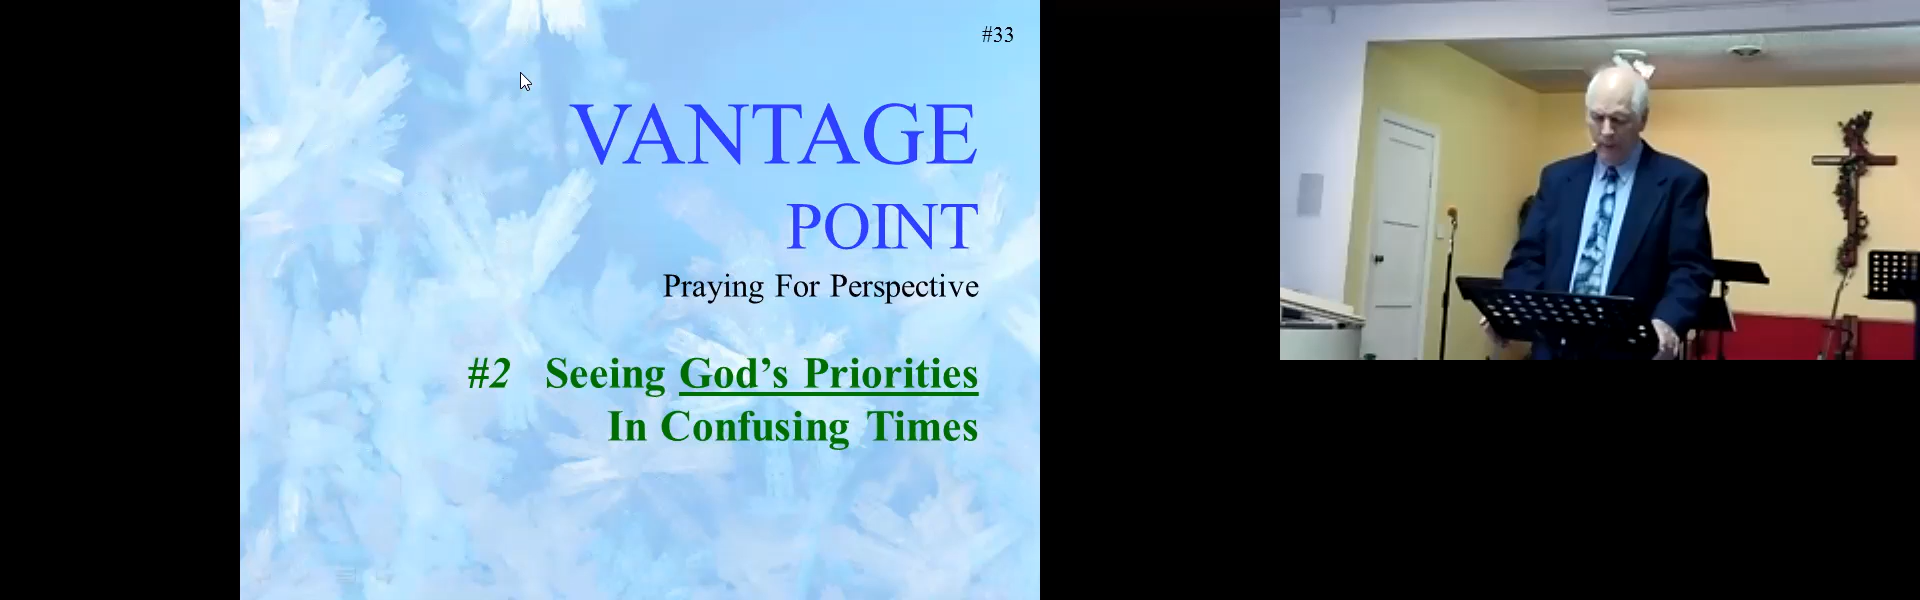 #33
VANTAGE
POINT
Praying For Perspective
#2 Seeing God’s Priorities
In Confusing Times